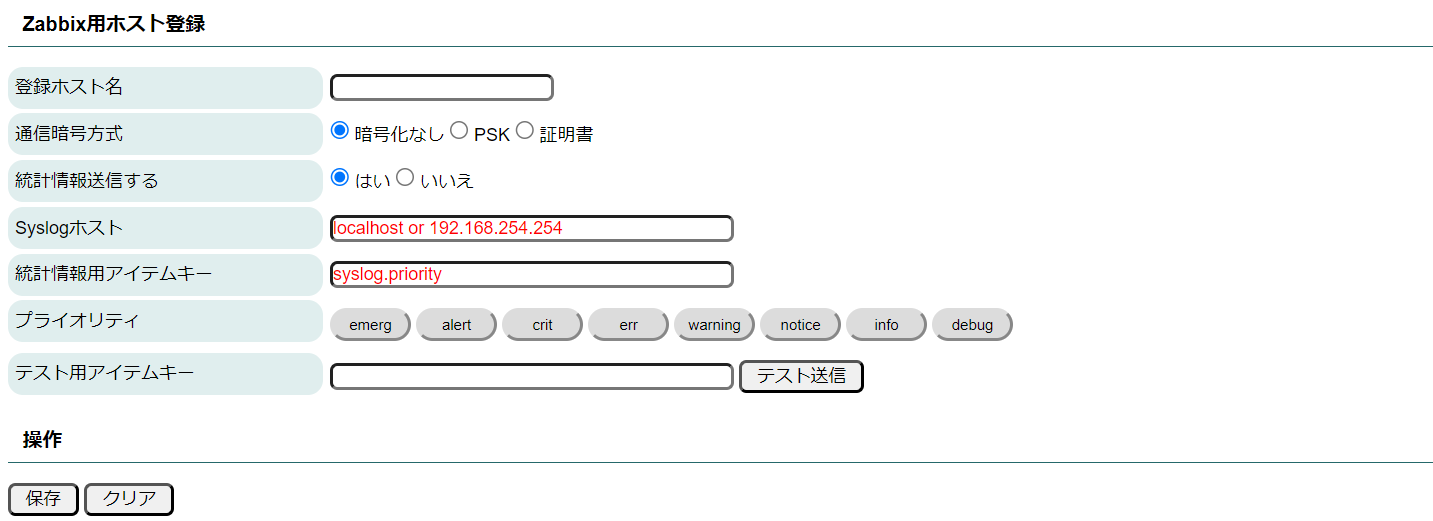 Zabbix用ホスト登録
登録ホスト名
通信暗号方式 暗号化なし PSK 証明書
統計情報送信する はい いいえ
Syslogホスト localhost or 192.168.254.254
統計情報用アイテムキー syslog.priority
プライオリティ emerg alert crit err warning notice info debug
テスト用アイテムキー テスト送信
操作
保存 クリア